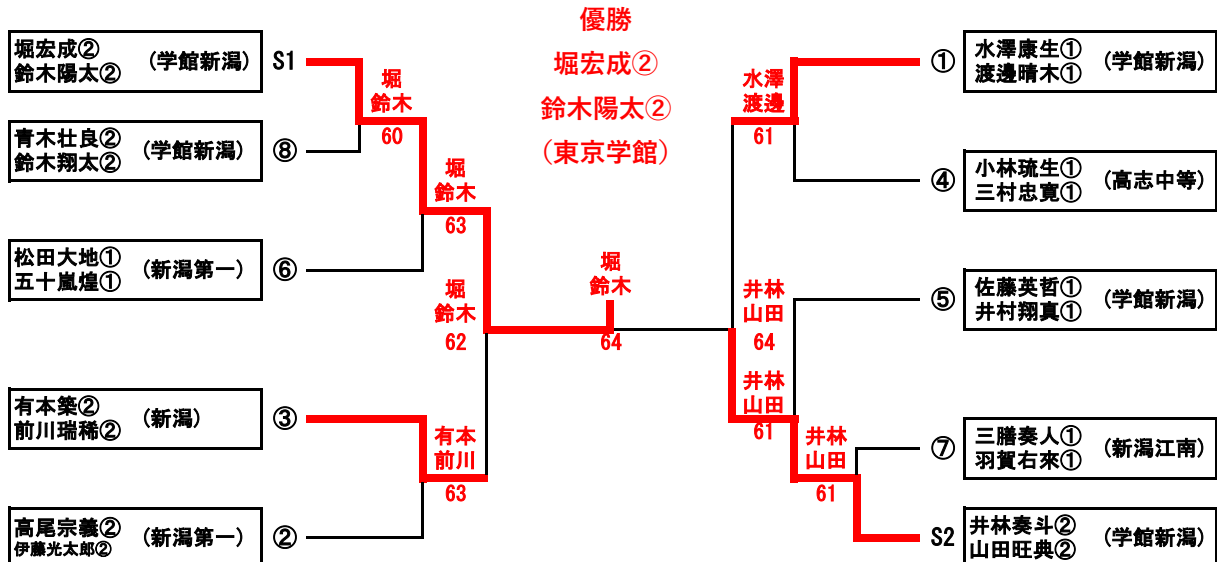 優勝
堀宏成②
鈴木陽太②
(東京学館)
堀宏成②
鈴木陽太②
(学館新潟)
S1
青木壮良②
鈴木翔太②
(学館新潟)
⑧
松田大地①
五十嵐煌①
(新潟第一)
⑥
有本築②
前川瑞稀②
(新潟)
③
高尾宗義②
伊藤光太郎②
(新潟第一)
②
堀
鈴木
60
堀
鈴木
63
堀
鈴木
62
有本
前川
63
堀
鈴木
64
水澤
渡邊
61
井林
山田
64
井林
山田
61
井林
山田
61
①
水澤康生①
渡邊晴木①
(学館新潟)
④
小林琉生①
三村忠寛①
(高志中等)
⑤
佐藤英哲①
井村翔真①
(学館新潟)
⑦
三膳奏人①
羽賀右來①
(新潟江南)
S2
井林奏斗②
山田旺典②
(学館新潟)